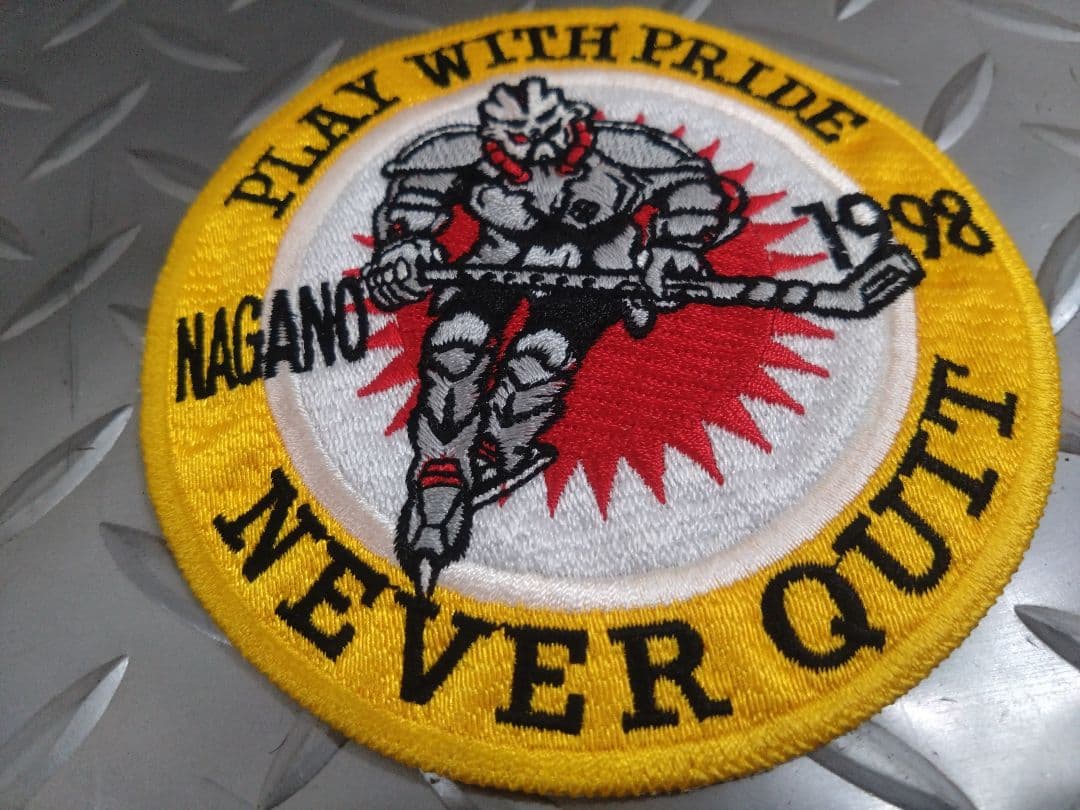 PLAY WITH PRIDE
NAGANO 1998
NEVER QUIT